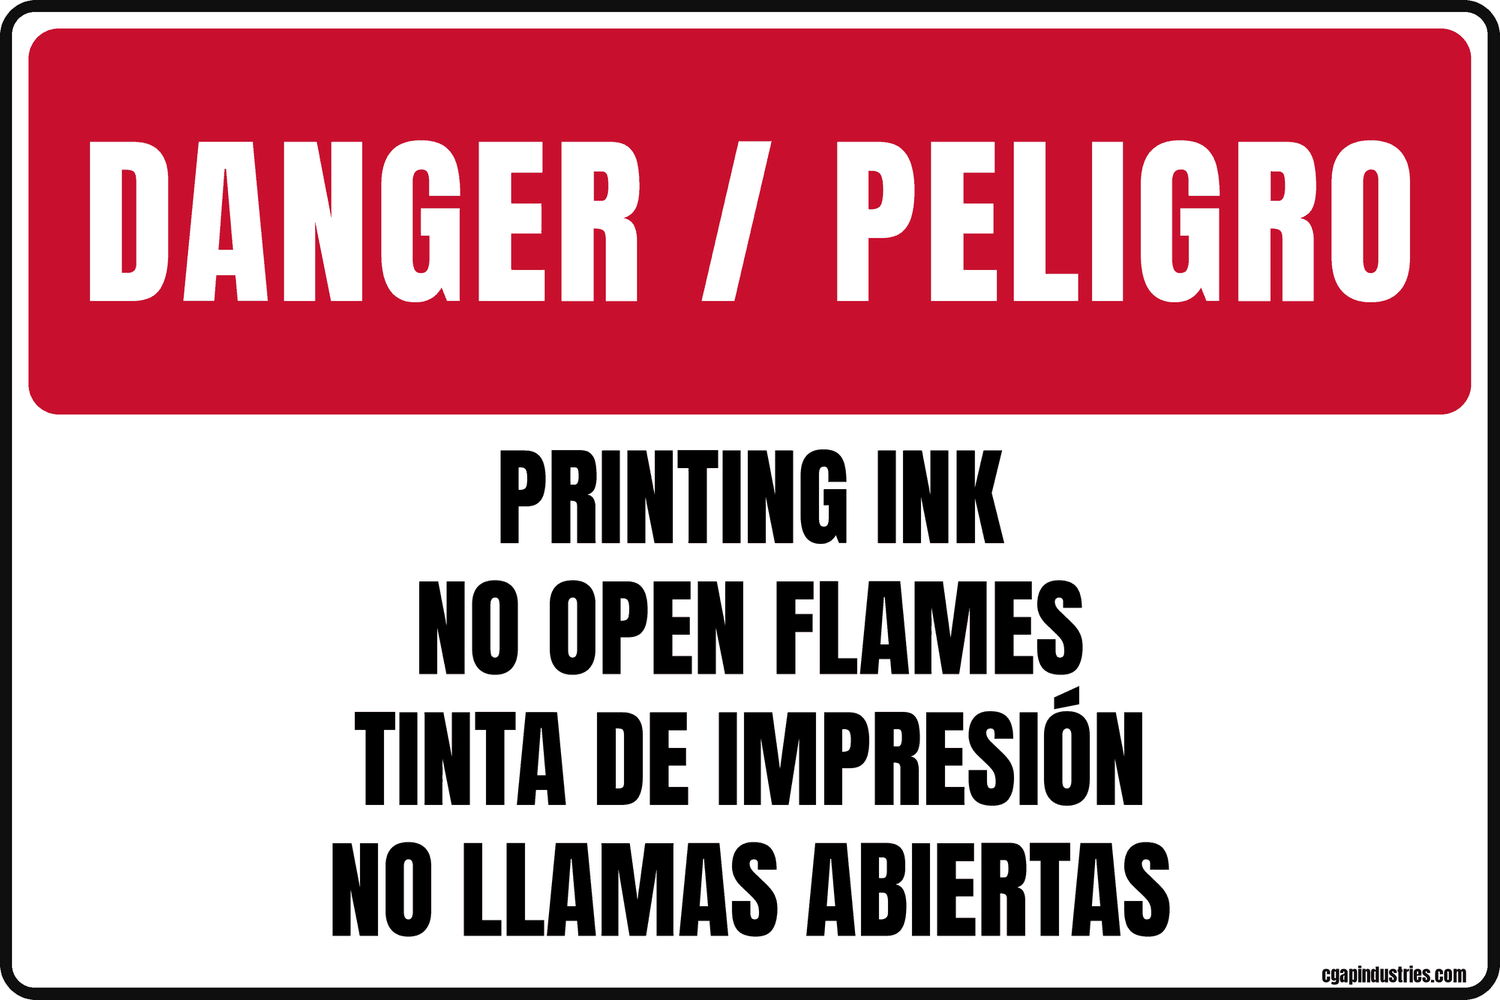 DANGER / PELIGRO
PRINTING INK
NO OPEN FLAMES
TINTA DE IMPRESIÓN
NO LLAMAS ABIERTAS
cgapindustries.com